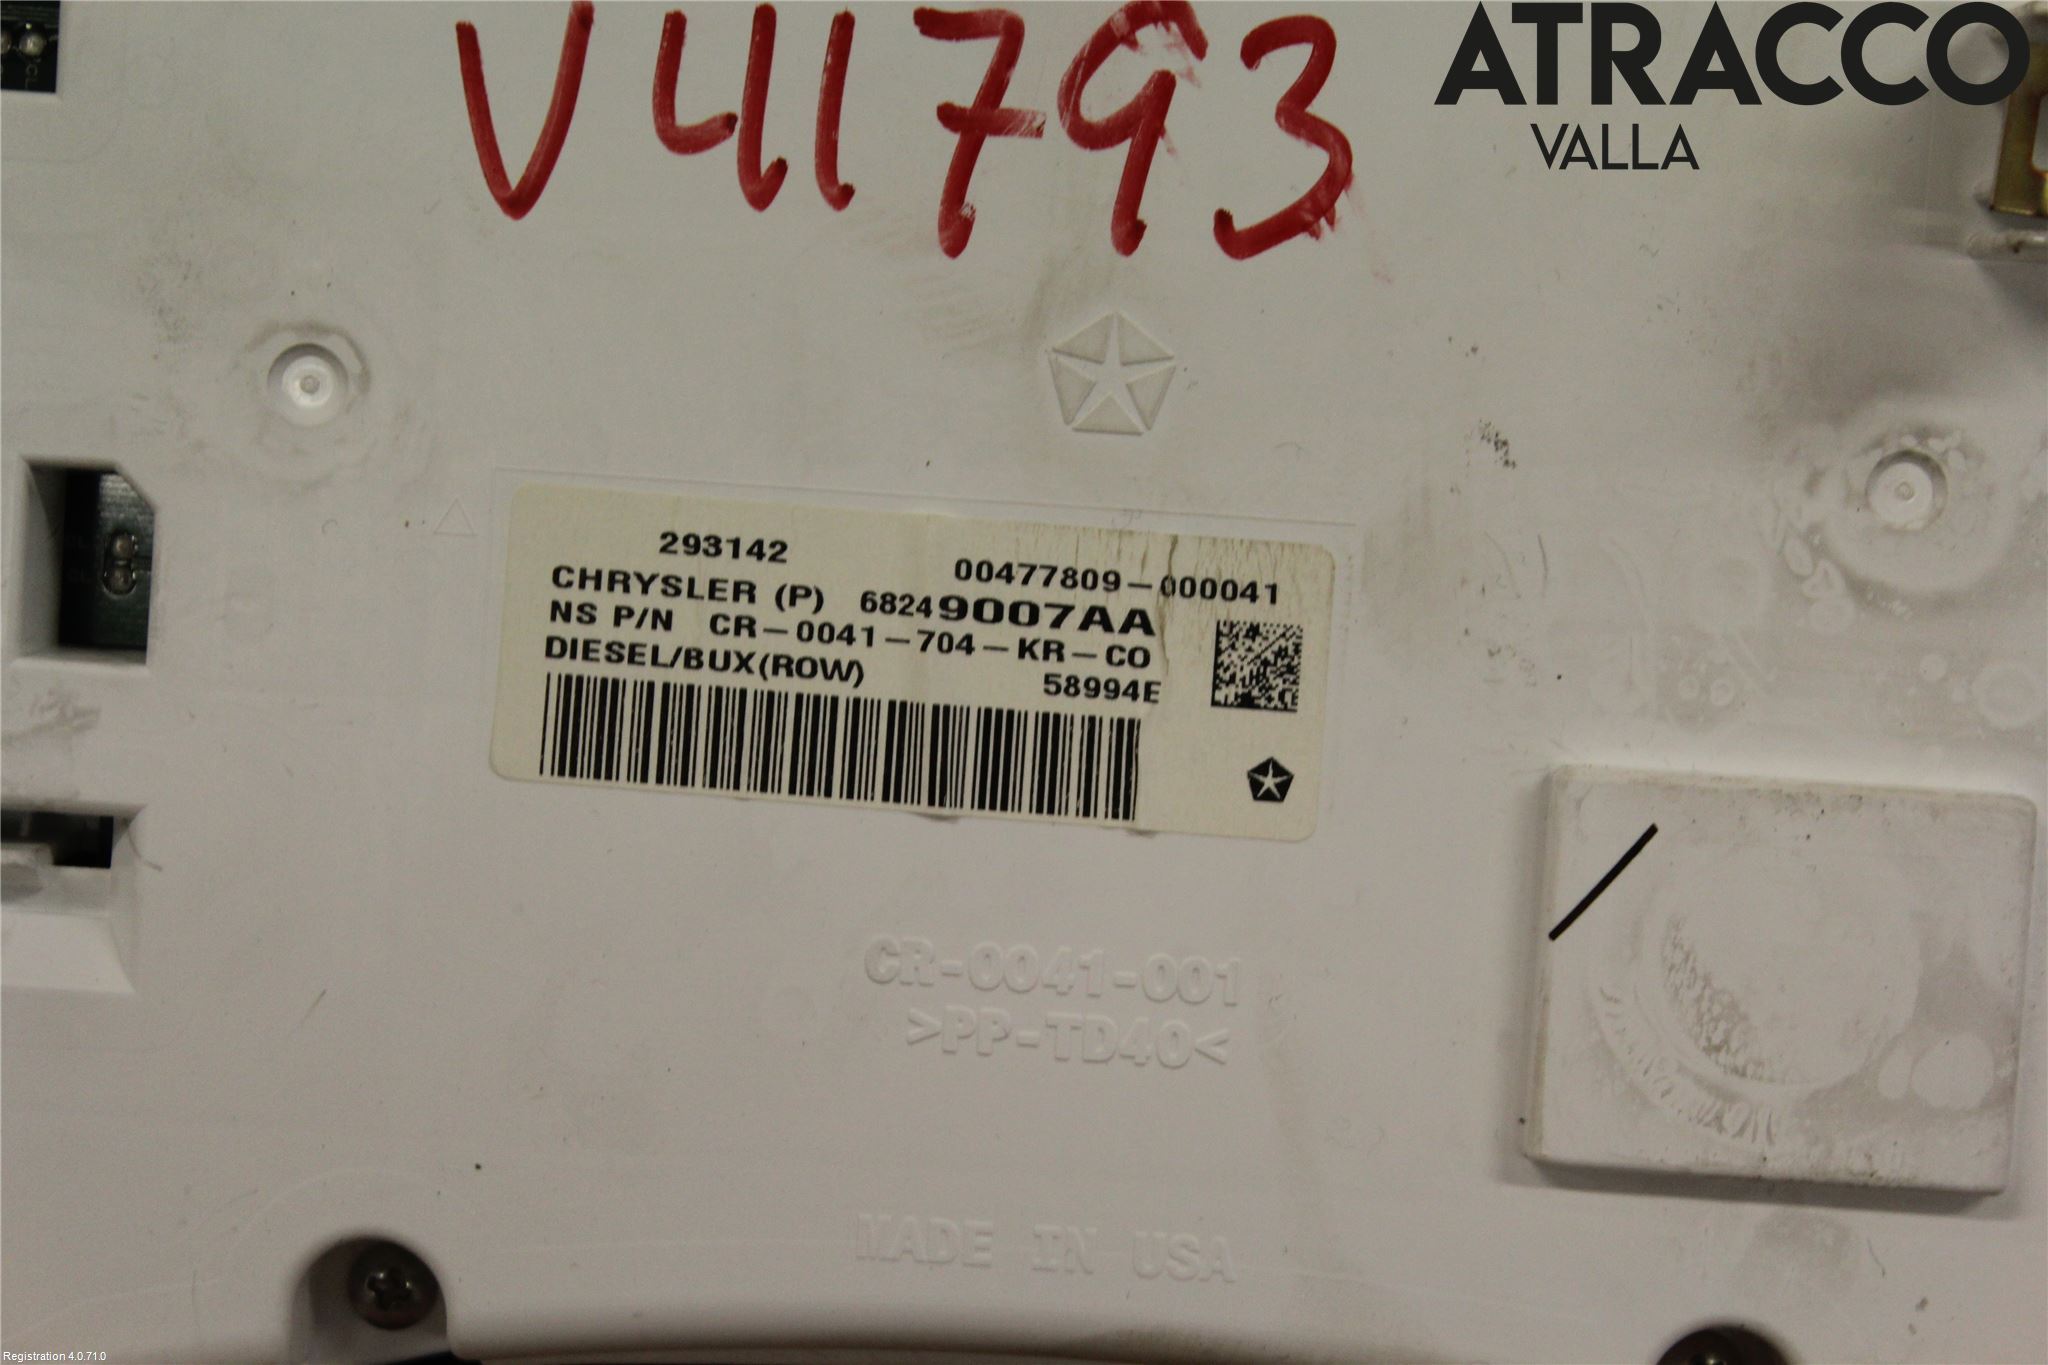 V41793
ATRACCO
VALLA
293142
00477809-000041
CHRYSLER (P) 68249007AA
NS P/N CR-0041-704-KR-CO
DIESEL/BUX(ROW)
58994E
CR-0041-001
>PP-TD40<
MADE IN USA
Registration 4.0.71.0